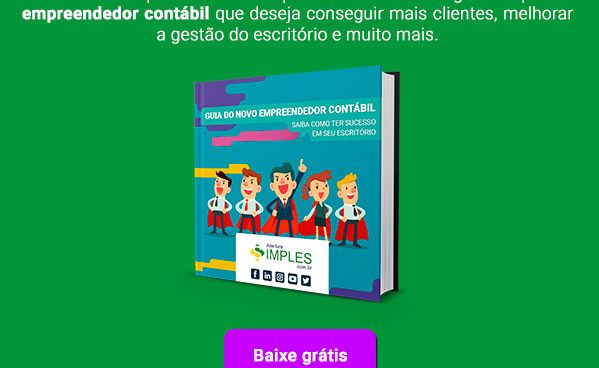 empreendedor contábil que deseja conseguir mais clientes, melhorar
a gestão do escritório e muito mais.
GUIA DO NOVO EMPREENDEDOR CONTÁBIL
SAIBA COMO TER SUCESSO
EM SEU ESCRITÓRIO
Abertura
SIMPLES
.com.br
Baixe grátis